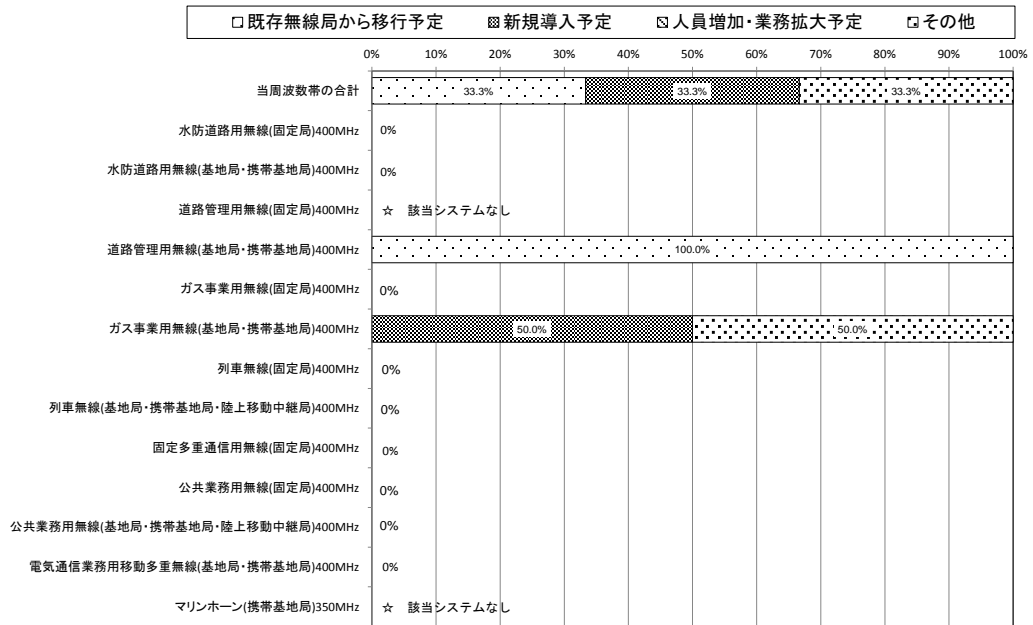 既存無線局から移行予定 新規導入予定 人員増加・業務拡大予定 その他
0% 10% 20% 30% 40% 50% 60% 70% 80% 90% 100%
当周波数帯の合計 33.3% 33.3% 33.3%
水防道路用無線(固定局)400MHz 0%
水防道路用無線(基地局・携帯基地局)400MHz 0%
道路管理用無線(固定局)400MHz ☆ 該当システムなし
道路管理用無線(基地局・携帯基地局)400MHz 100.0%
ガス事業用無線(固定局)400MHz 0%
ガス事業用無線(基地局・携帯基地局)400MHz 50.0% 50.0%
列車無線(固定局)400MHz 0%
列車無線(基地局・携帯基地局・陸上移動中継局)400MHz 0%
固定多重通信用無線(固定局)400MHz 0%
公共業務用無線(固定局)400MHz 0%
公共業務用無線(基地局・携帯基地局・陸上移動中継局)400MHz 0%
電気通信業務用移動多重無線(基地局・携帯基地局)400MHz 0%
マリンホーン(携帯基地局)350MHz ☆ 該当システムなし